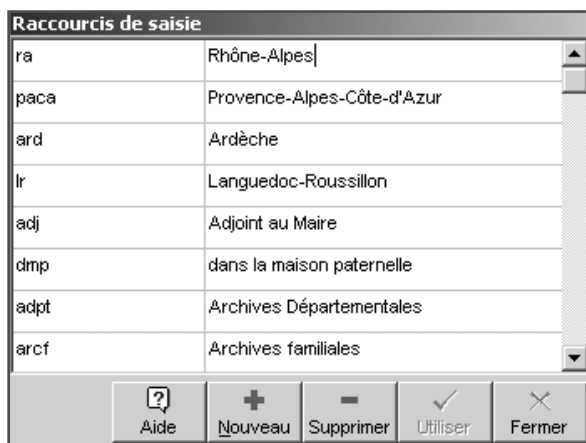 Raccourcis de saisie
ra Rhône-Alpes
paca Provence-Alpes-Côte-d'Azur
ard Ardèche
lr Languedoc-Roussillon
adj Adjoint au Maire
dmp dans la maison paternelle
adpt Archives Départementales
arcf Archives familiales
Aide Nouveau Supprimer Utiliser Fermer